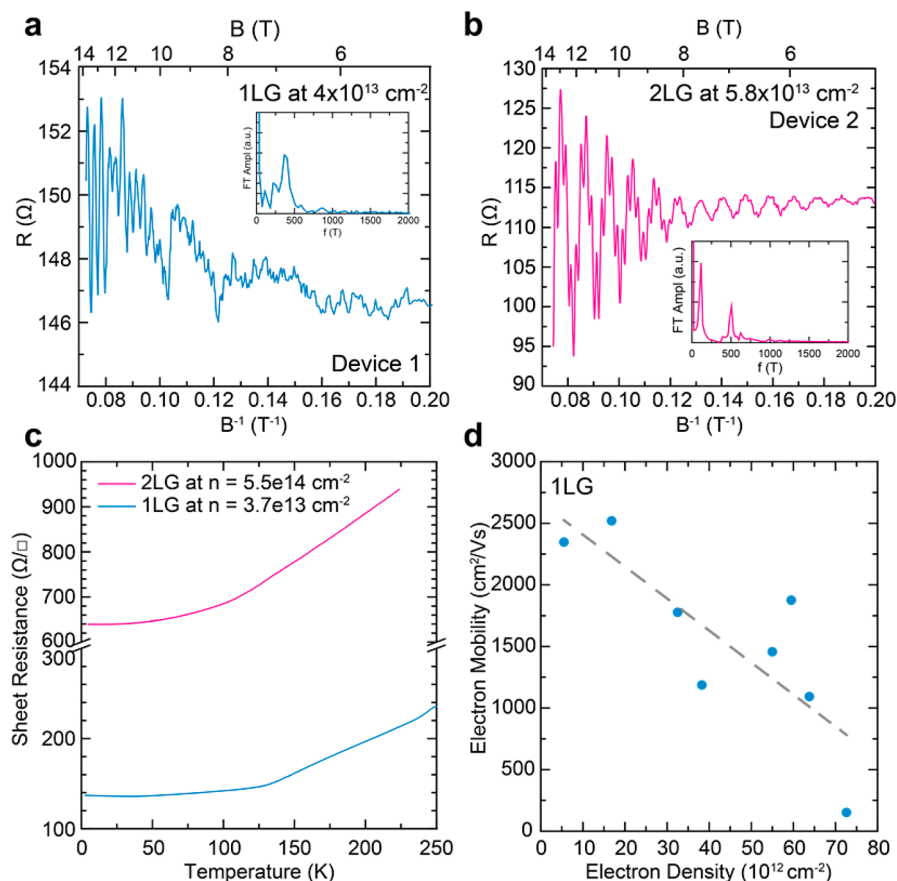 a
B (T)
14 12 10 8 6
154
152
150
148
146
144
R (Ω)
1LG at 4x10¹³ cm⁻²
FT Ampl (a.u.)
0 500 1000 1500 2000
f (T)
Device 1
0.08 0.10 0.12 0.14 0.16 0.18 0.20
B⁻¹ (T⁻¹)
b
B (T)
14 12 10 8 6
130
125
120
115
110
105
100
95
90
R (Ω)
2LG at 5.8x10¹³ cm⁻²
Device 2
FT Ampl (a.u.)
0 500 1000 1500 2000
f (T)
0.08 0.10 0.12 0.14 0.16 0.18 0.20
B⁻¹ (T⁻¹)
c
1000
900
800
700
600
300
200
100
Sheet Resistance (Ω/□)
2LG at n = 5.5e14 cm⁻²
1LG at n = 3.7e13 cm⁻²
0 50 100 150 200 250
Temperature (K)
d
3000
2500
2000
1500
1000
500
0
Electron Mobility (cm²/Vs)
1LG
0 10 20 30 40 50 60 70 80
Electron Density (10¹² cm⁻²)